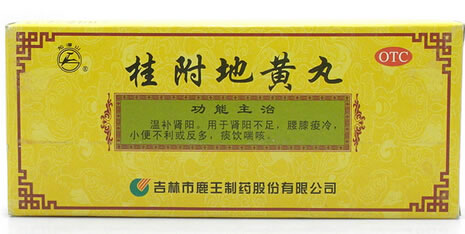 桂附地黄丸
OTC
功能主治
温补肾阳。用于肾阳不足，腰膝痠冷，
小便不利或反多，痰饮喘咳。
吉林市鹿王制药股份有限公司